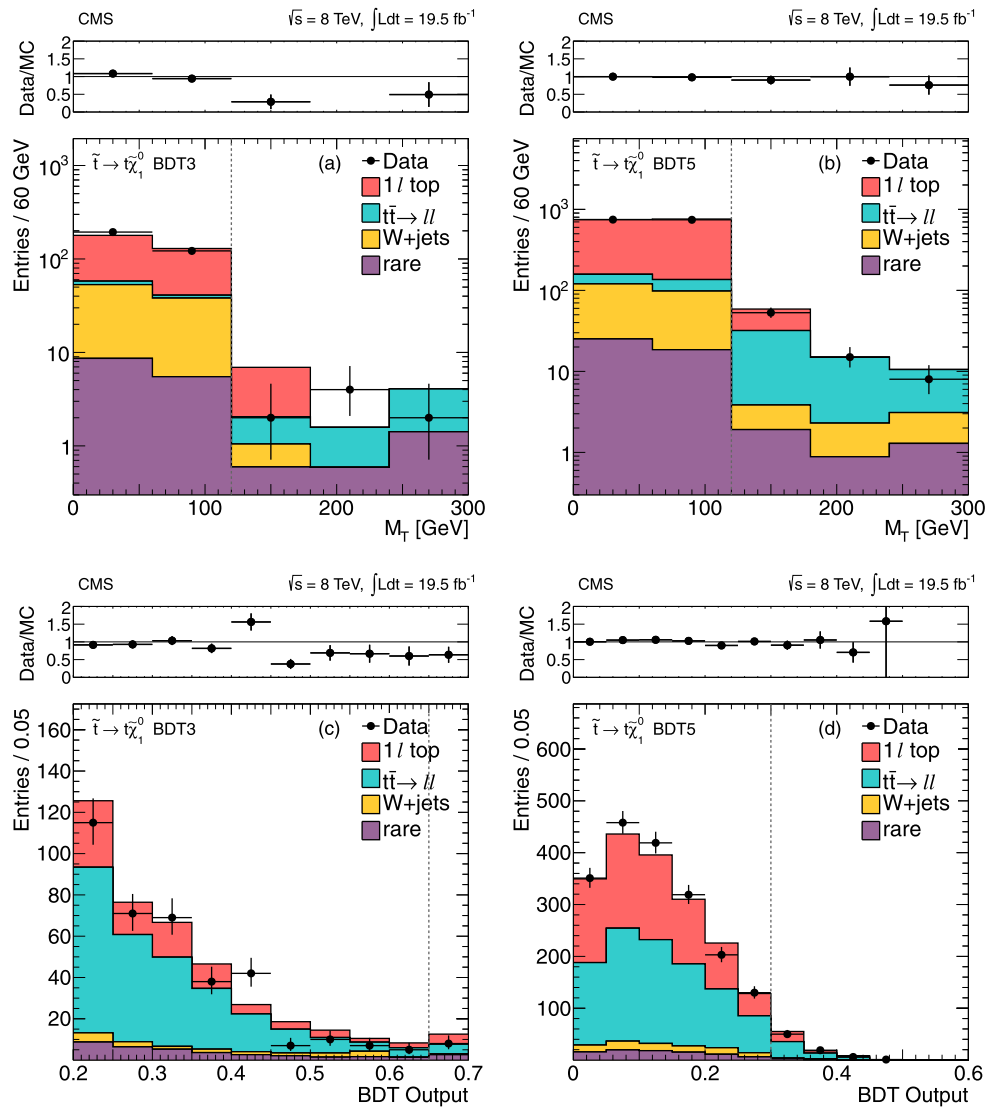 CMS √s = 8 TeV, ∫Ldt = 19.5 fb⁻¹
Data/MC
2
1.5
1
0.5
0
t̃ → tχ̃₁⁰ BDT3 (a)
Data
1 l top
tt̄ → ll
W+jets
rare
Entries / 60 GeV
10³
10²
10
1
0 100 200 300
M_T [GeV]
CMS √s = 8 TeV, ∫Ldt = 19.5 fb⁻¹
Data/MC
2
1.5
1
0.5
0
t̃ → tχ̃₁⁰ BDT5 (b)
Data
1 l top
tt̄ → ll
W+jets
rare
Entries / 60 GeV
10³
10²
10
1
0 100 200 300
M_T [GeV]
CMS √s = 8 TeV, ∫Ldt = 19.5 fb⁻¹
Data/MC
2
1.5
1
0.5
0
t̃ → tχ̃₁⁰ BDT3 (c)
Data
1 l top
tt̄ → ll
W+jets
rare
Entries / 0.05
160
140
120
100
80
60
40
20
0.2 0.3 0.4 0.5 0.6 0.7
BDT Output
CMS √s = 8 TeV, ∫Ldt = 19.5 fb⁻¹
Data/MC
2
1.5
1
0.5
0
t̃ → tχ̃₁⁰ BDT5 (d)
Data
1 l top
tt̄ → ll
W+jets
rare
Entries / 0.05
600
500
400
300
200
100
0 0.2 0.4 0.6
BDT Output